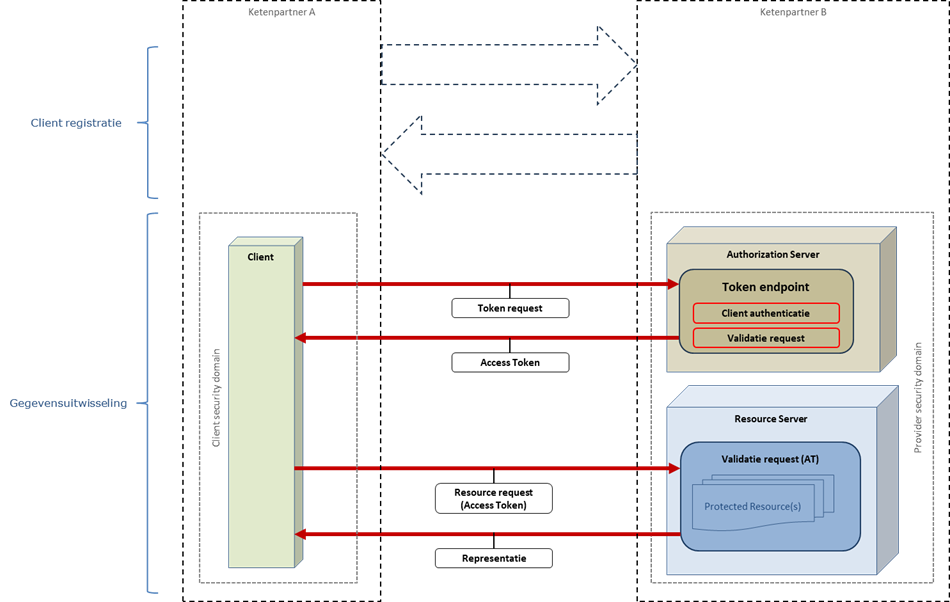 Ketenpartner A
Ketenpartner B
Client registratie
Gegevensuitwisseling
Client security domain
Client
Token request
Access Token
Resource request
(Access Token)
Representatie
Authorization Server
Token endpoint
Client authenticatie
Validatie request
Resource Server
Validatie request (AT)
Protected Resource(s)
Provider security domain